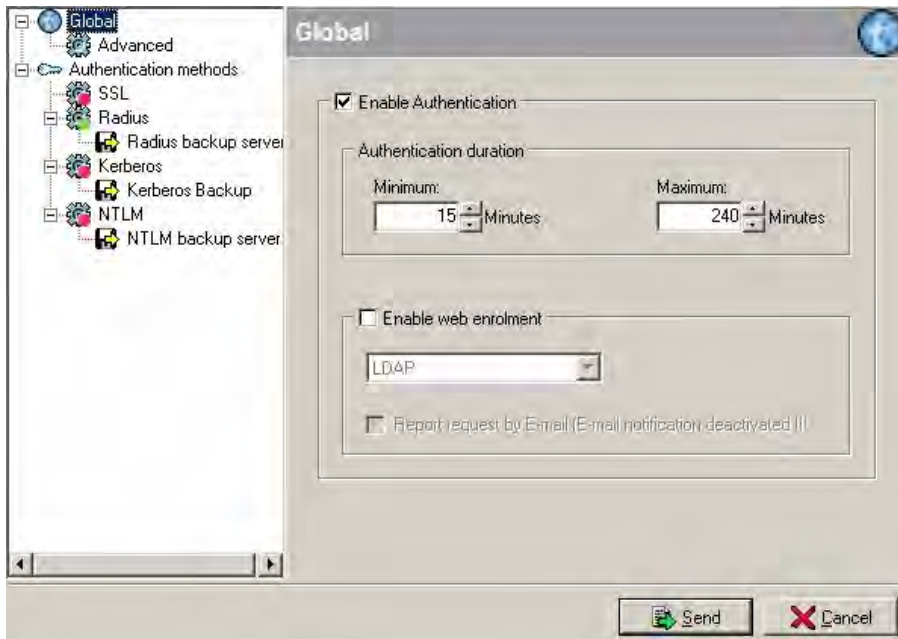 Global
Advanced
Authentication methods
SSL
Radius
Radius backup server
Kerberos
Kerberos Backup
NTLM
NTLM backup server
Global
Enable Authentication
Authentication duration
Minimum:
Maximum:
15 Minutes
240 Minutes
Enable web enrolment
LDAP
Report request by E-mail (E-mail notification deactivated !!!
Send
Cancel